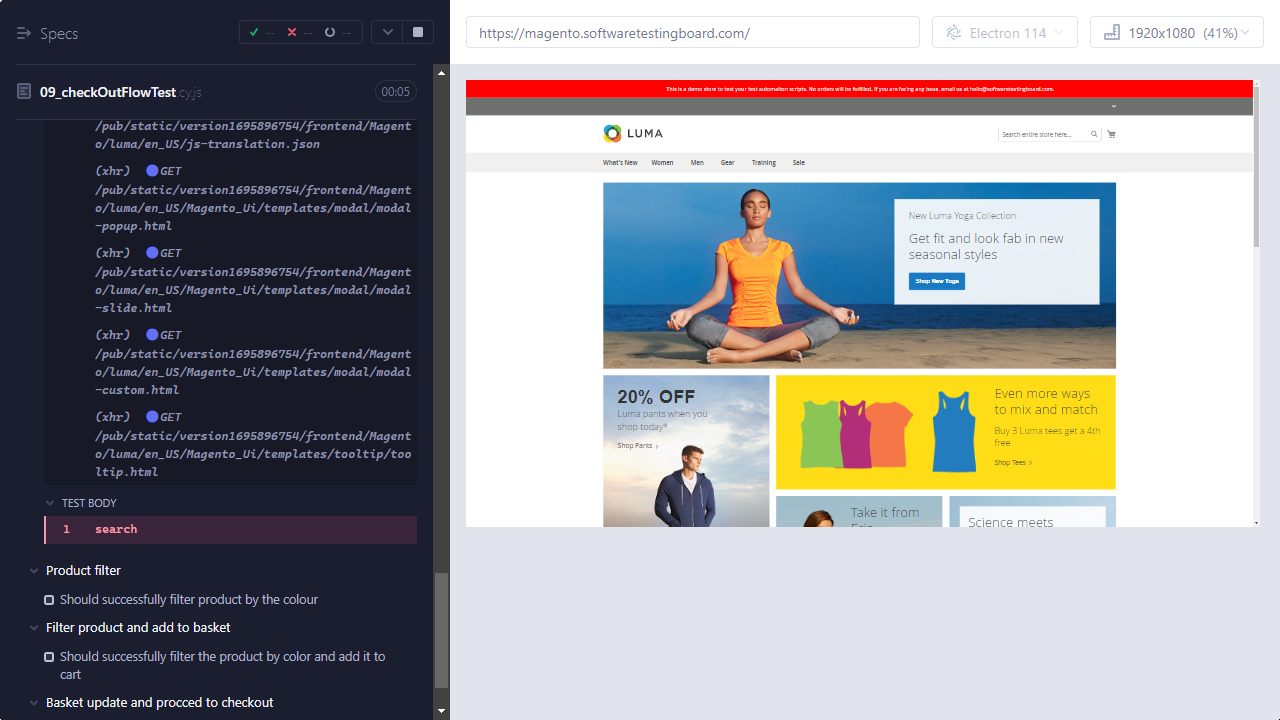 Specs
-- -- --
09_checkOutFlowTest cy.js
00:05
/pub/static/version1695896754/frontend/Magent
o/luma/en_US/js-translation.json
(xhr) GET
/pub/static/version1695896754/frontend/Magent
o/luma/en_US/Magento_Ui/templates/modal/modal
-popup.html
(xhr) GET
/pub/static/version1695896754/frontend/Magent
o/luma/en_US/Magento_Ui/templates/modal/modal
-slide.html
(xhr) GET
/pub/static/version1695896754/frontend/Magent
o/luma/en_US/Magento_Ui/templates/modal/modal
-custom.html
(xhr) GET
/pub/static/version1695896754/frontend/Magent
o/luma/en_US/Magento_Ui/templates/tooltip/too
ltip.html
TEST BODY
1 search
Product filter
Should successfully filter product by the colour
Filter product and add to basket
Should successfully filter the product by color and add it to
cart
Basket update and procced to checkout
https://magento.softwaretestingboard.com/
Electron 114
1920x1080 (41%)
This is a demo store to test your test automaiton scripts. No orders will be fulfilled. If you are facing any issue, email us at hello@softwaretestingboard.com.
LUMA
Search entire store here...
What's New Women Men Gear Training Sale
New Luma Yoga Collection
Get fit and look fab in new
seasonal styles
Shop New Yoga
20% OFF
Luma pants when you
shop today*
Shop Pants
Even more ways
to mix and match
Buy 3 Luma tees get a 4th
free
Shop Tees
Take it from
Erin
Science meets